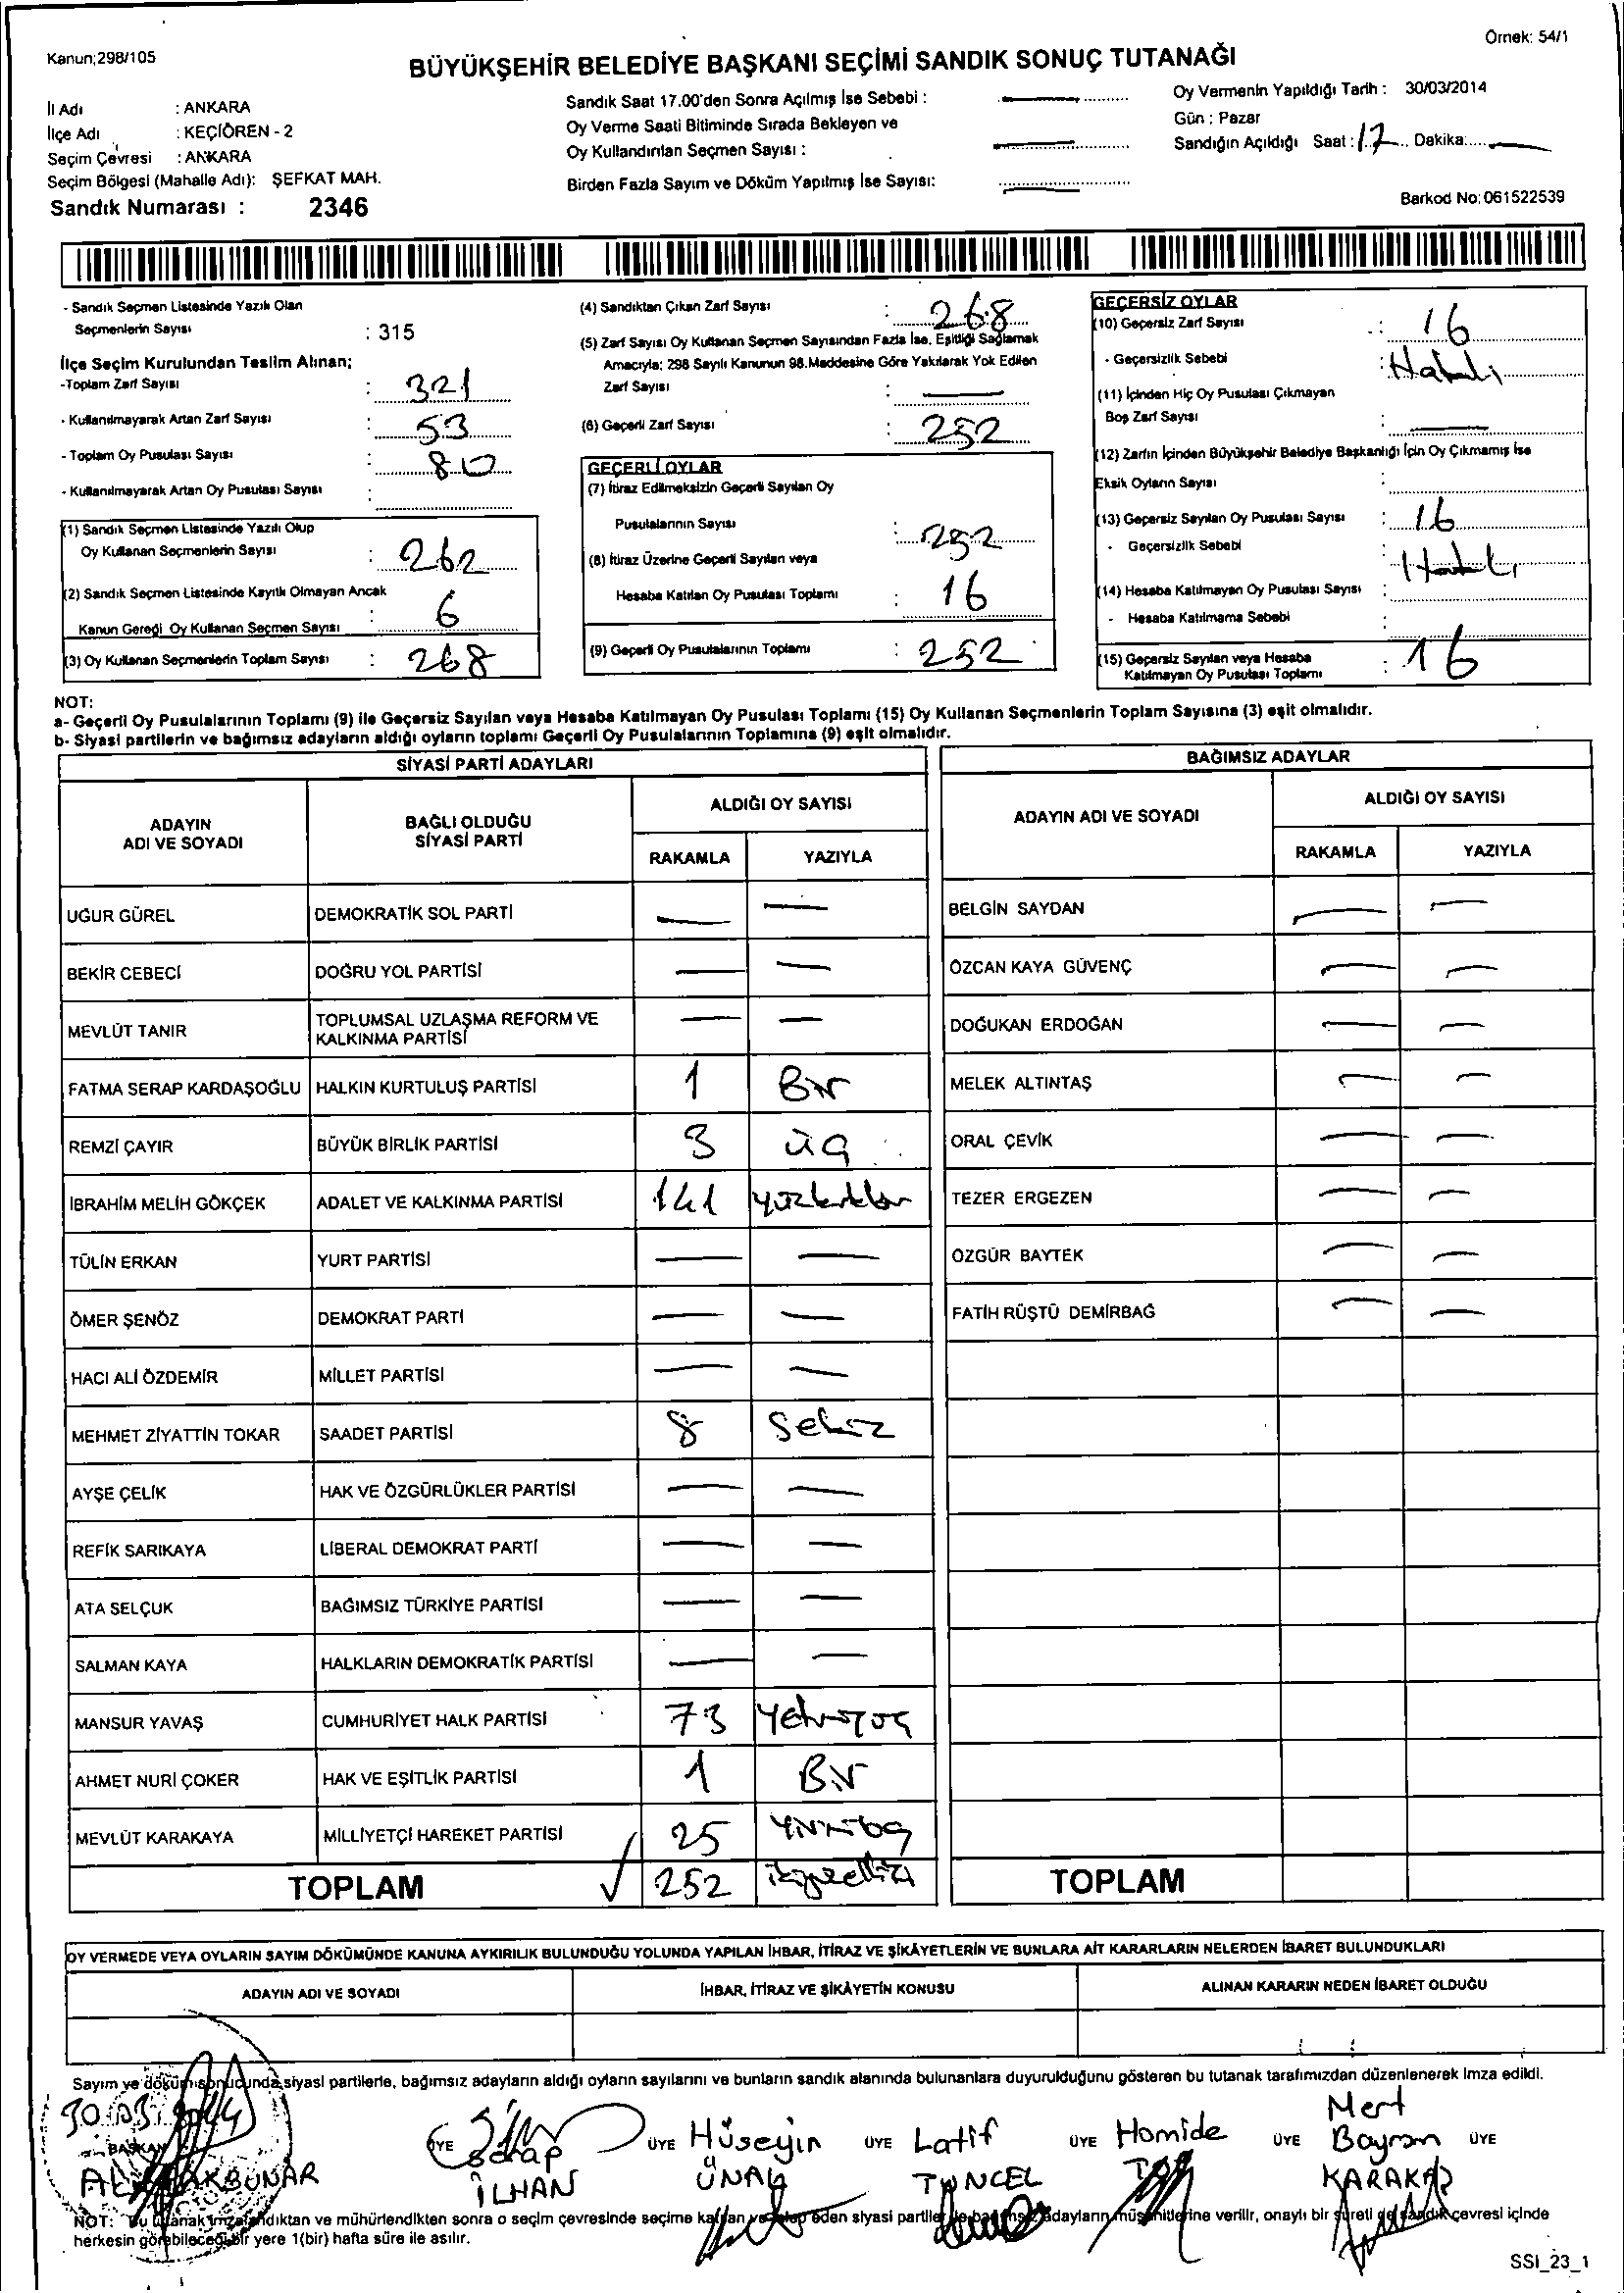 Kanun;298/105
Örnek: 54/1
BÜYÜKŞEHİR BELEDİYE BAŞKANI SEÇİMİ SANDIK SONUÇ TUTANAĞI
İl Adı : ANKARA
İlçe Adı : KEÇİÖREN - 2
Seçim Çevresi : ANKARA
Seçim Bölgesi (Mahalle Adı): ŞEFKAT MAH.
Sandık Numarası : 2346
Sandık Saat 17.00'den Sonra Açılmış İse Sebebi :
Oy Verme Saati Bitiminde Sırada Bekleyen ve
Oy Kullandırılan Seçmen Sayısı :
Birden Fazla Sayım ve Döküm Yapılmış İse Sayısı:
Oy Vermenin Yapıldığı Tarih : 30/03/2014
Gün : Pazar
Sandığın Açıldığı Saat : 17 Dakika:
Barkod No: 061522539
- Sandık Seçmen Listesinde Yazılı Olan
Seçmenlerin Sayısı : 315
İlçe Seçim Kurulundan Teslim Alınan;
-Toplam Zarf Sayısı : 321
- Kullanılmayarak Artan Zarf Sayısı : 53
- Toplam Oy Pusulası Sayısı : 80
- Kullanılmayarak Artan Oy Pusulası Sayısı :
(1) Sandık Seçmen Listesinde Yazılı Olup
Oy Kullanan Seçmenlerin Sayısı : 262
(2) Sandık Seçmen Listesinde Kayıtlı Olmayan Ancak
Kanun Gereği Oy Kullanan Seçmen Sayısı : 6
(3) Oy Kullanan Seçmenlerin Toplam Sayısı : 268
(4) Sandıktan Çıkan Zarf Sayısı : 268
(5) Zarf Sayısı Oy Kullanan Seçmen Sayısından Fazla İse, Eşitliği Sağlamak
Amacıyla; 298 Sayılı Kanunun 98.Maddesine Göre Yakılarak Yok Edilen
Zarf Sayısı :
(6) Geçerli Zarf Sayısı : 252
GEÇERLİ OYLAR
(7) İtiraz Edilmeksizin Geçerli Sayılan Oy
Pusulalarının Sayısı : 252
(8) İtiraz Üzerine Geçerli Sayılan veya
Hesaba Katılan Oy Pusulası Toplamı : 16
(9) Geçerli Oy Pusulalarının Toplamı : 252
GEÇERSİZ OYLAR
(10) Geçersiz Zarf Sayısı : 16
- Geçersizlik Sebebi : Hatalı
(11) İçinden Hiç Oy Pusulası Çıkmayan
Boş Zarf Sayısı :
(12) Zarfın İçinden Büyükşehir Belediye Başkanlığı İçin Oy Çıkmamış İse
Eksik Oyların Sayısı :
(13) Geçersiz Sayılan Oy Pusulası Sayısı : 16
- Geçersizlik Sebebi : Hatalı
(14) Hesaba Katılmayan Oy Pusulası Sayısı :
- Hesaba Katılmama Sebebi :
(15) Geçersiz Sayılan veya Hesaba
Katılmayan Oy Pusulası Toplamı : 16
NOT:
a- Geçerli Oy Pusulalarının Toplamı (9) ile Geçersiz Sayılan veya Hesaba Katılmayan Oy Pusulası Toplamı (15) Oy Kullanan Seçmenlerin Toplam Sayısına (3) eşit olmalıdır.
b- Siyasi partilerin ve bağımsız adayların aldığı oyların toplamı Geçerli Oy Pusulalarının Toplamına (9) eşit olmalıdır.
SİYASİ PARTİ ADAYLARI
ADAYIN ADI VE SOYADI
BAĞLI OLDUĞU SİYASİ PARTİ
ALDIĞI OY SAYISI
RAKAMLA YAZIYLA
UĞUR GÜREL DEMOKRATİK SOL PARTİ
BEKİR CEBECİ DOĞRU YOL PARTİSİ
MEVLÜT TANIR TOPLUMSAL UZLAŞMA REFORM VE KALKINMA PARTİSİ
FATMA SERAP KARDAŞOĞLU HALKIN KURTULUŞ PARTİSİ 1 Bir
REMZİ ÇAYIR BÜYÜK BİRLİK PARTİSİ 3 üç
İBRAHİM MELİH GÖKÇEK ADALET VE KALKINMA PARTİSİ 141 yüzkırkbir
TÜLİN ERKAN YURT PARTİSİ
ÖMER ŞENÖZ DEMOKRAT PARTİ
HACI ALİ ÖZDEMİR MİLLET PARTİSİ
MEHMET ZİYATTİN TOKAR SAADET PARTİSİ 8 Sekiz
AYŞE ÇELİK HAK VE ÖZGÜRLÜKLER PARTİSİ
REFİK SARIKAYA LİBERAL DEMOKRAT PARTİ
ATA SELÇUK BAĞIMSIZ TÜRKİYE PARTİSİ
SALMAN KAYA HALKLARIN DEMOKRATİK PARTİSİ
MANSUR YAVAŞ CUMHURİYET HALK PARTİSİ 73 Yetmişüç
AHMET NURİ ÇOKER HAK VE EŞİTLİK PARTİSİ 1 Bir
MEVLÜT KARAKAYA MİLLİYETÇİ HAREKET PARTİSİ 25 Yirmibeş
TOPLAM 252 ikiyüzelliiki
BAĞIMSIZ ADAYLAR
ADAYIN ADI VE SOYADI
ALDIĞI OY SAYISI
RAKAMLA YAZIYLA
BELGİN SAYDAN
ÖZCAN KAYA GÜVENÇ
DOĞUKAN ERDOĞAN
MELEK ALTINTAŞ
ORAL ÇEVİK
TEZER ERGEZEN
ÖZGÜR BAYTEK
FATİH RÜŞTÜ DEMİRBAĞ
TOPLAM
OY VERMEDE VEYA OYLARIN SAYIM DÖKÜMÜNDE KANUNA AYKIRILIK BULUNDUĞU YOLUNDA YAPILAN İHBAR, İTİRAZ VE ŞİKÂYETLERİN VE BUNLARA AİT KARARLARIN NELERDEN İBARET BULUNDUKLARI
ADAYIN ADI VE SOYADI
İHBAR, İTİRAZ VE ŞİKÂYETİN KONUSU
ALINAN KARARIN NEDEN İBARET OLDUĞU
Sayım ve döküm sonucunda siyasi partilerle, bağımsız adayların aldığı oyların sayılarını ve bunların sandık alanında bulunanlara duyurulduğunu gösteren bu tutanak tarafımızdan düzenlenerek imza edildi.
30.03.2014
BAŞKAN
ÜYE Serap İLHAN
ÜYE Hüseyin ÜNAL
ÜYE Latif TUNCEL
ÜYE Hamide
ÜYE Mert Bayram KARAKAŞ
ÜYE
NOT: Bu tutanak imzalandıktan ve mühürlendikten sonra o seçim çevresinde seçime katılan ve talep eden siyasi partiler ile bağımsız adayların müşahitlerine verilir, onaylı bir sureti de sandık çevresi içinde
herkesin görebileceği bir yere 1(bir) hafta süre ile asılır.
SSI_23_1